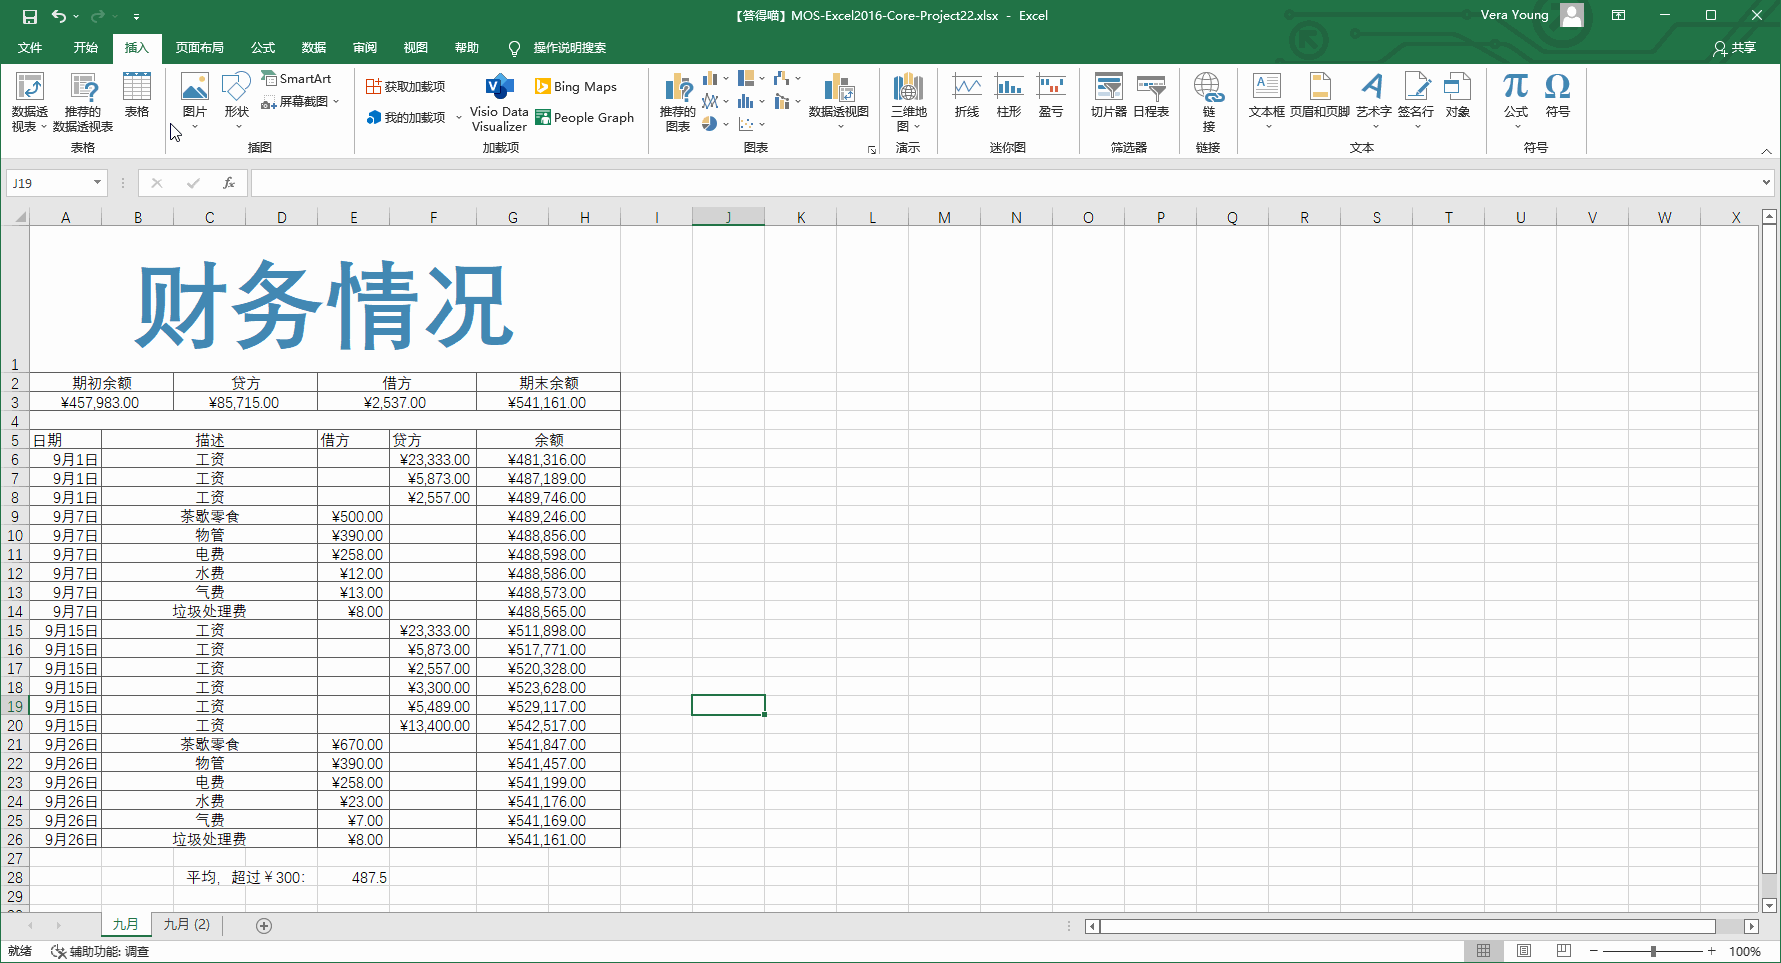 【答得喵】MOS-Excel2016-Core-Project22.xlsx - Excel
Vera Young
文件 开始 插入 页面布局 公式 数据 审阅 视图 帮助 操作说明搜索 共享
数据透视表 推荐的数据透视表 表格 图片 形状 SmartArt 屏幕截图
获取加载项 我的加载项 Visio Data Visualizer Bing Maps People Graph
推荐的图表 数据透视图 三维地图 折线 柱形 盈亏 切片器 日程表 链接
文本框 页眉和页脚 艺术字 签名行 对象 公式 符号
表格 插图 加载项 图表 演示 迷你图 筛选器 链接 文本 符号
J19 fx
A B C D E F G H I J K L M N O P Q R S T U V W X
财务情况
1
2 期初余额 贷方 借方 期末余额
3 ¥457,983.00 ¥85,715.00 ¥2,537.00 ¥541,161.00
4
5 日期 描述 借方 贷方 余额
6 9月1日 工资 ¥23,333.00 ¥481,316.00
7 9月1日 工资 ¥5,873.00 ¥487,189.00
8 9月1日 工资 ¥2,557.00 ¥489,746.00
9 9月7日 茶歇零食 ¥500.00 ¥489,246.00
10 9月7日 物管 ¥390.00 ¥488,856.00
11 9月7日 电费 ¥258.00 ¥488,598.00
12 9月7日 水费 ¥12.00 ¥488,586.00
13 9月7日 气费 ¥13.00 ¥488,573.00
14 9月7日 垃圾处理费 ¥8.00 ¥488,565.00
15 9月15日 工资 ¥23,333.00 ¥511,898.00
16 9月15日 工资 ¥5,873.00 ¥517,771.00
17 9月15日 工资 ¥2,557.00 ¥520,328.00
18 9月15日 工资 ¥3,300.00 ¥523,628.00
19 9月15日 工资 ¥5,489.00 ¥529,117.00
20 9月15日 工资 ¥13,400.00 ¥542,517.00
21 9月26日 茶歇零食 ¥670.00 ¥541,847.00
22 9月26日 物管 ¥390.00 ¥541,457.00
23 9月26日 电费 ¥258.00 ¥541,199.00
24 9月26日 水费 ¥23.00 ¥541,176.00
25 9月26日 气费 ¥7.00 ¥541,169.00
26 9月26日 垃圾处理费 ¥8.00 ¥541,161.00
27
28 平均，超过￥300： 487.5
29
九月 九月 (2)
就绪 辅助功能: 调查 100%